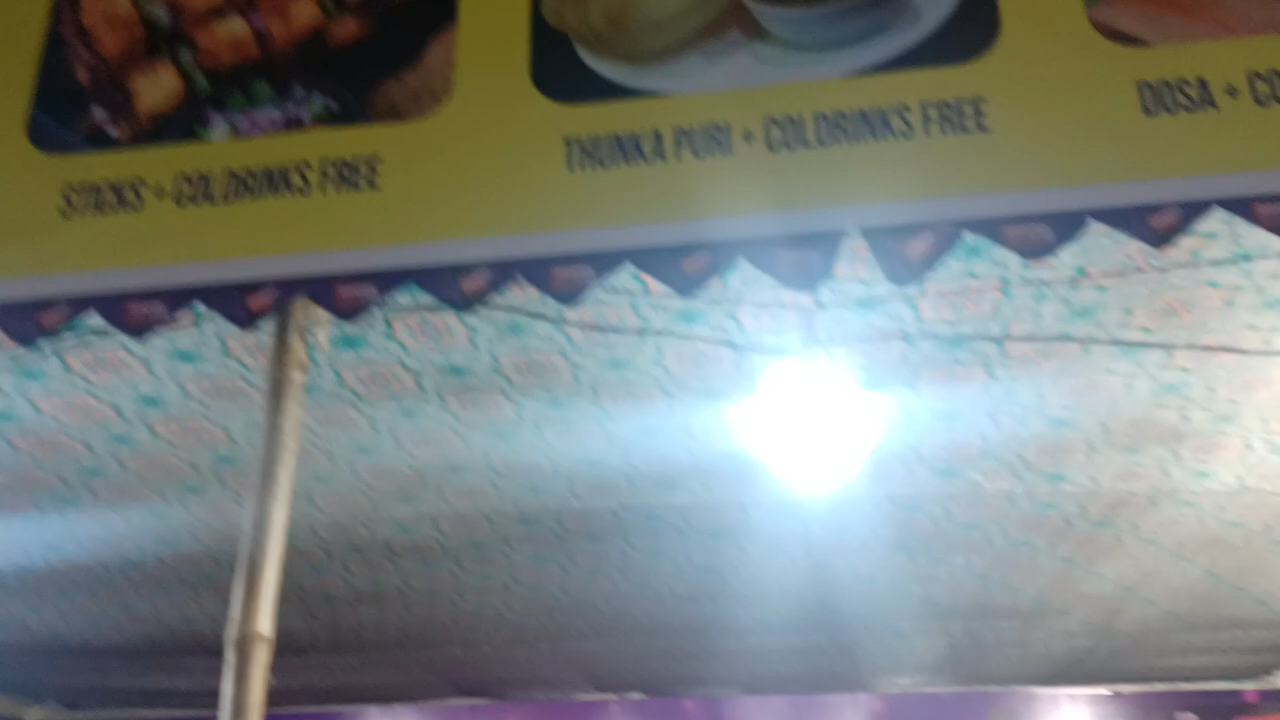 STICKS + COLDRINKS FREE
THUNKA PURI + COLDRINKS FREE
DOSA + CO